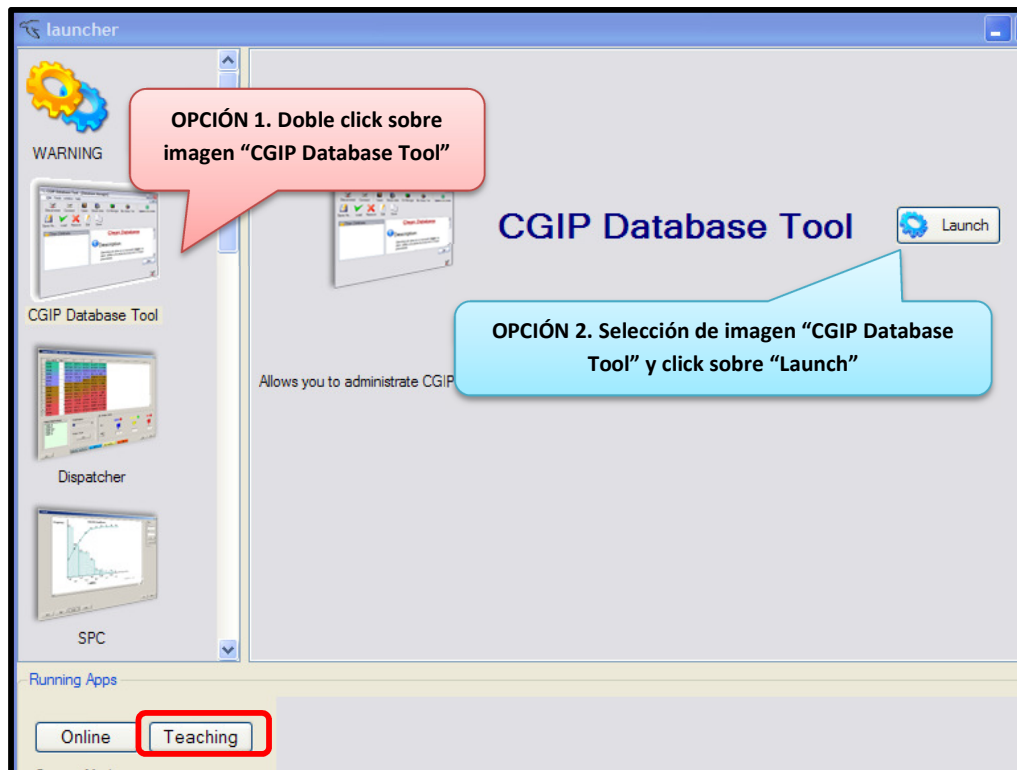 launcher
WARNING
OPCIÓN 1. Doble click sobre
imagen “CGIP Database Tool”
CGIP Database Tool
Launch
CGIP Database Tool
OPCIÓN 2. Selección de imagen “CGIP Database
Tool” y click sobre “Launch”
Allows you to administrate CGIP
Dispatcher
SPC
Running Apps
Online
Teaching